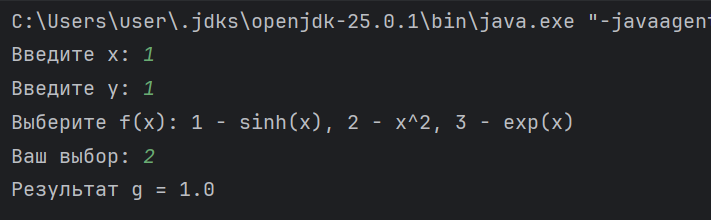 C:\Users\user\.jdks\openjdk-25.0.1\bin\java.exe "-javaagent
Введите x: 1
Введите y: 1
Выберите f(x): 1 - sinh(x), 2 - x^2, 3 - exp(x)
Ваш выбор: 2
Результат g = 1.0